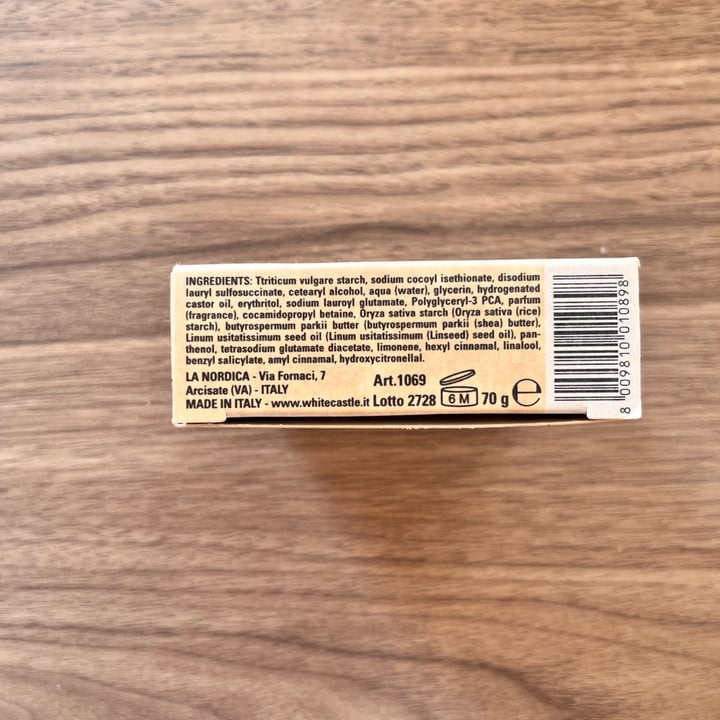 INGREDIENTS: Ttriticum vulgare starch, sodium cocoyl isethionate, disodium
lauryl sulfosuccinate, cetearyl alcohol, aqua (water), glycerin, hydrogenated
castor oil, erythritol, sodium lauroyl glutamate, Polyglyceryl-3 PCA, parfum
(fragrance), cocamidopropyl betaine, Oryza sativa starch (Oryza sativa (rice)
starch), butyrospermum parkii butter (butyrospermum parkii (shea) butter),
Linum usitatissimum seed oil (Linum usitatissimum (Linseed) seed oil), pan-
thenol, tetrasodium glutamate diacetate, limonene, hexyl cinnamal, linalool,
benzyl salicylate, amyl cinnamal, hydroxycitronellal.
LA NORDICA - Via Fornaci, 7
Arcisate (VA) - ITALY
MADE IN ITALY - www.whitecastle.it
Art.1069
Lotto 2728
6 M
70 g e
8 009810 010898